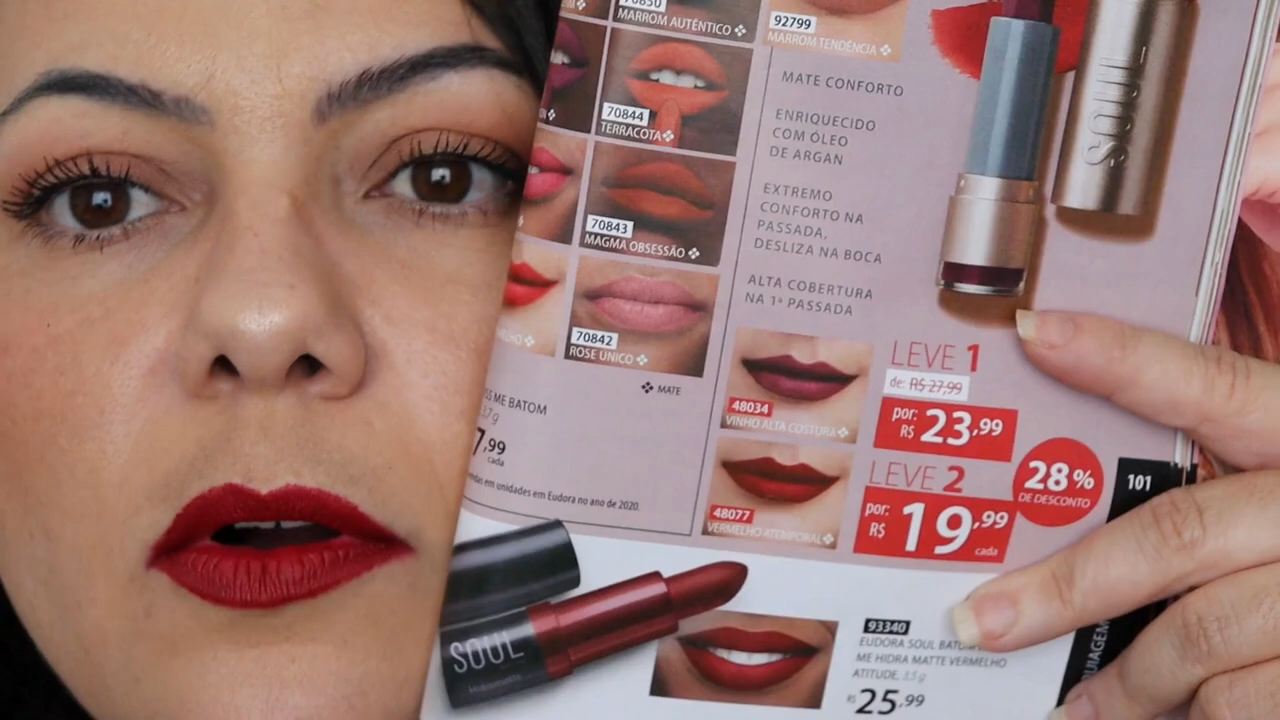 MARROM AUTÊNTICO
92799
MARROM TENDÊNCIA
70844
TERRACOTA
70843
MAGMA OBSESSÃO
70842
ROSE ÚNICO
MATE
MATE CONFORTO
ENRIQUECIDO
COM ÓLEO
DE ARGAN
EXTREMO
CONFORTO NA
PASSADA,
DESLIZA NA BOCA
ALTA COBERTURA
NA 1ª PASSADA
SOUL
ME BATOM
7,99
cada
em unidades em Eudora no ano de 2020.
48034
VINHO ALTA COSTURA
48077
VERMELHO ATEMPORAL
LEVE 1
de: R$ 27,99
por:
R$ 23,99
LEVE 2
por:
R$ 19,99
cada
28%
DE DESCONTO
101
SOUL
93340
EUDORA SOUL
ME HIDRA MATTE VERMELHO
ATITUDE, 3,5 g
R$ 25,99